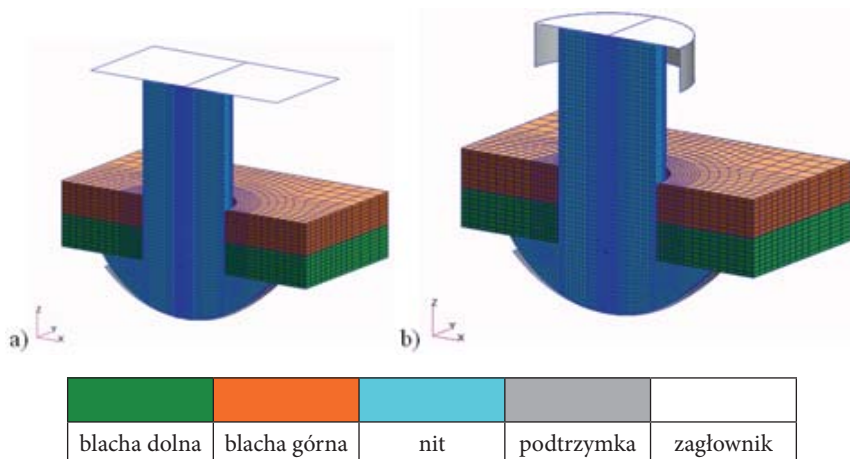 z
y
x
a)
z
y
x
b)
blacha dolna
blacha górna
nit
podtrzymka
zagłownik